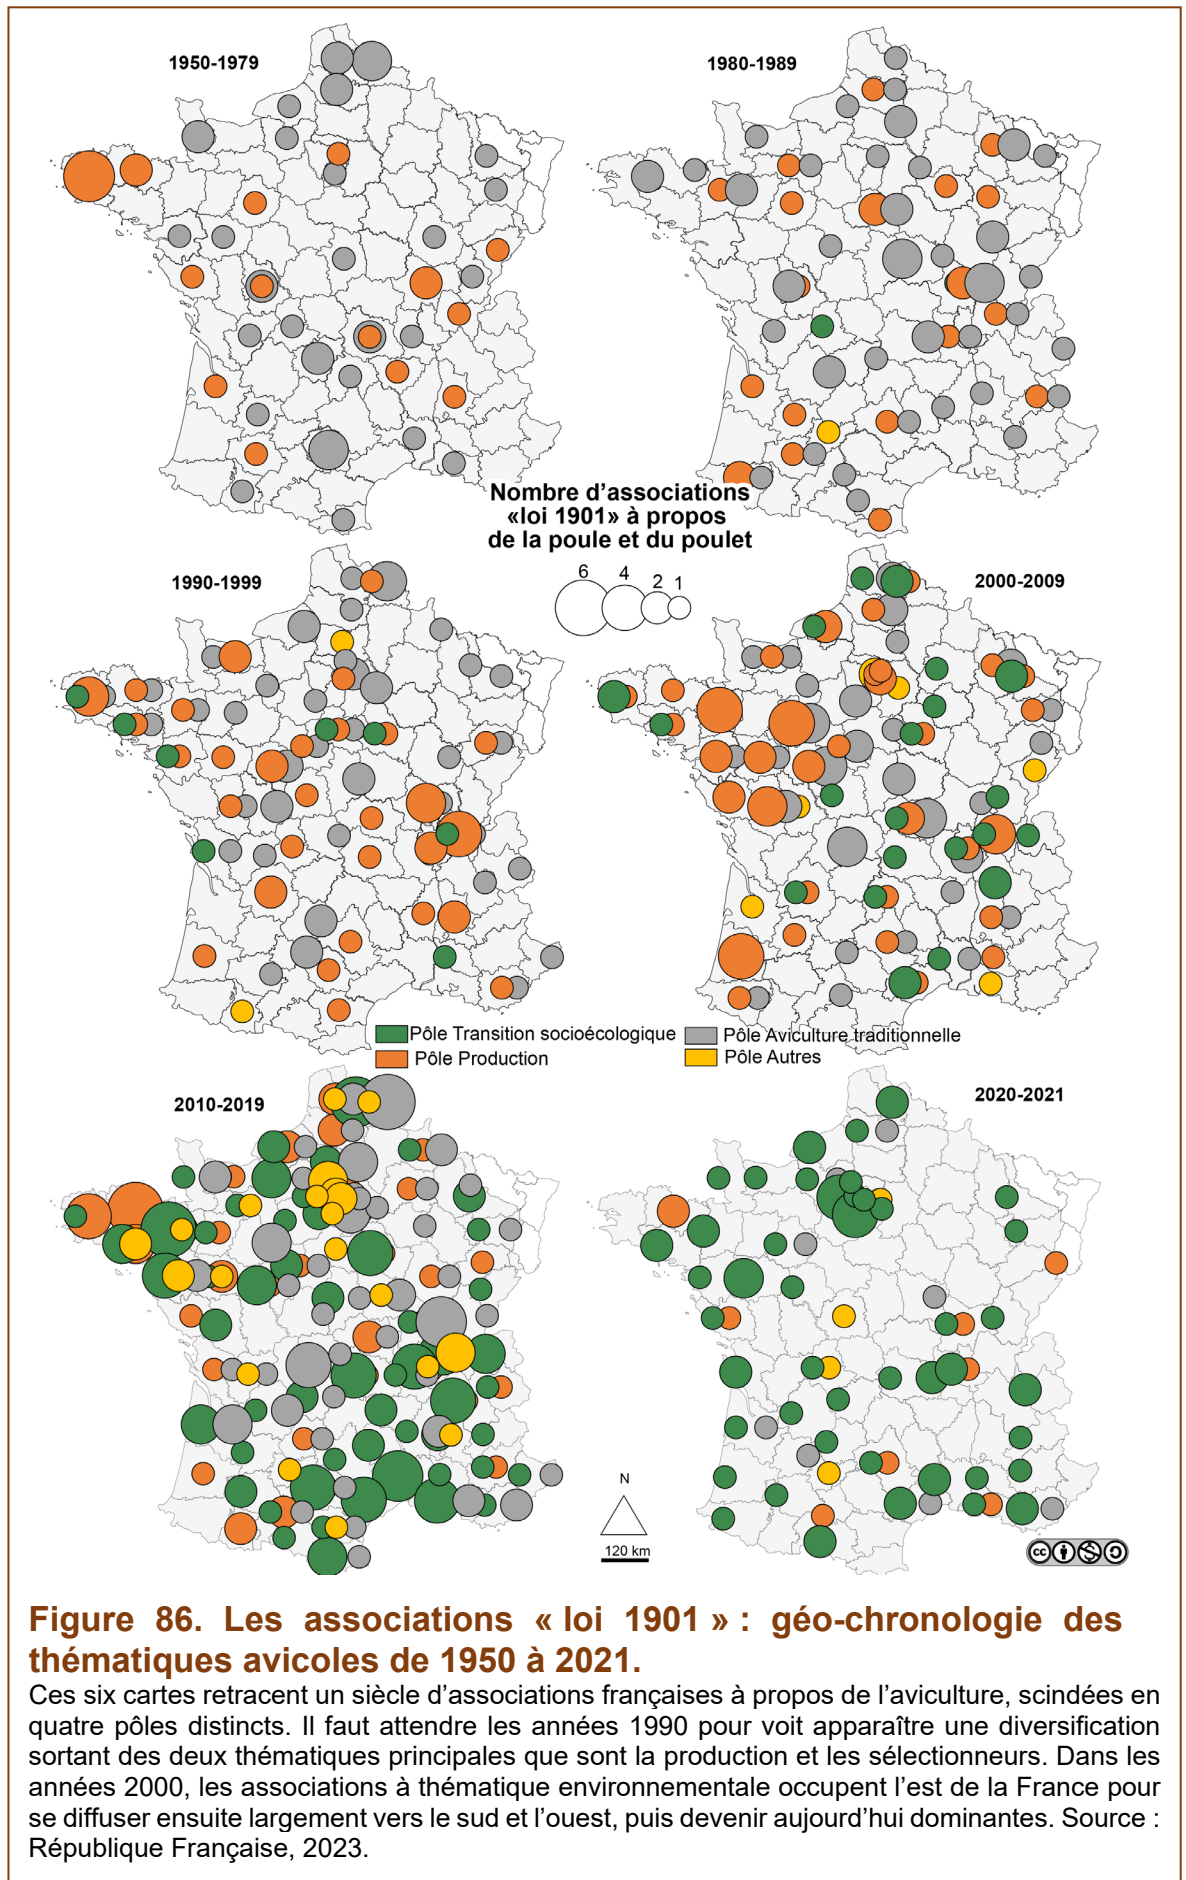 1950-1979
1980-1989
Nombre d’associations
«loi 1901» à propos
de la poule et du poulet
6 4 2 1
1990-1999
2000-2009
Pôle Transition socioécologique
Pôle Aviculture traditionnelle
Pôle Production
Pôle Autres
2010-2019
2020-2021
N
120 km
cc
Figure 86. Les associations « loi 1901 » : géo-chronologie des
thématiques avicoles de 1950 à 2021.
Ces six cartes retracent un siècle d’associations françaises à propos de l’aviculture, scindées en
quatre pôles distincts. Il faut attendre les années 1990 pour voit apparaître une diversification
sortant des deux thématiques principales que sont la production et les sélectionneurs. Dans les
années 2000, les associations à thématique environnementale occupent l’est de la France pour
se diffuser ensuite largement vers le sud et l’ouest, puis devenir aujourd’hui dominantes. Source :
République Française, 2023.